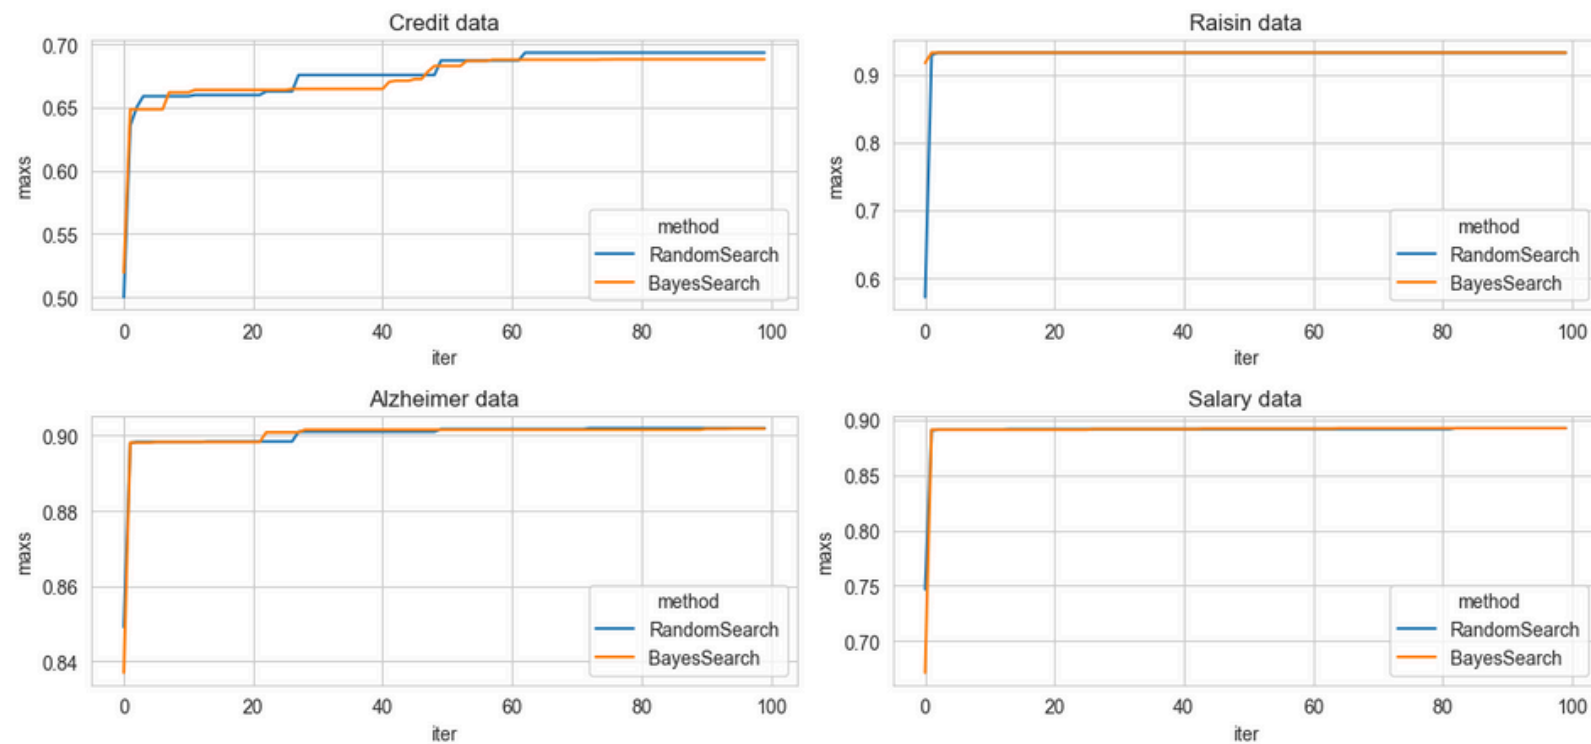 Credit data
0.70
0.65
0.60
0.55
0.50
maxs
0 20 40 60 80 100
iter
method
RandomSearch
BayesSearch
Raisin data
0.9
0.8
0.7
0.6
maxs
0 20 40 60 80 100
iter
method
RandomSearch
BayesSearch
Alzheimer data
0.90
0.88
0.86
0.84
maxs
0 20 40 60 80 100
iter
method
RandomSearch
BayesSearch
Salary data
0.90
0.85
0.80
0.75
0.70
maxs
0 20 40 60 80 100
iter
method
RandomSearch
BayesSearch